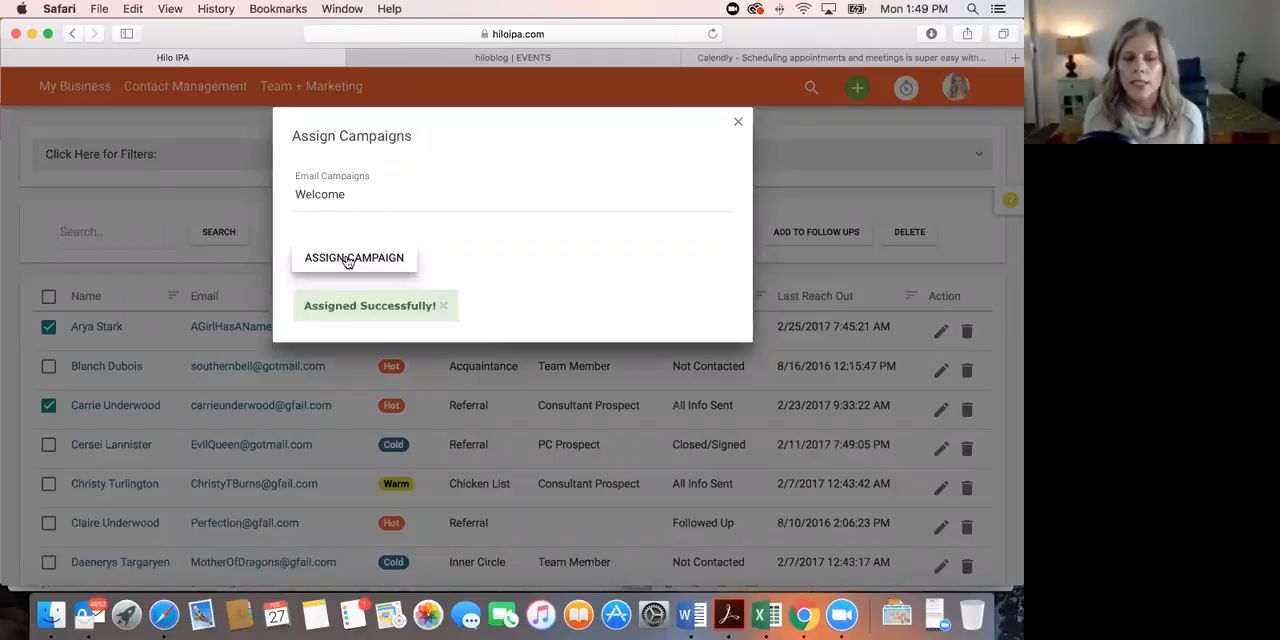 Safari File Edit View History Bookmarks Window Help Mon 1:49 PM
hiloipa.com
Hilo IPA hiloblog | EVENTS Calendly - Scheduling appointments and meetings is super easy with...
My Business Contact Management Team + Marketing
Assign Campaigns
Click Here for Filters:
Email Campaigns
Welcome
Search.. SEARCH ADD TO FOLLOW UPS DELETE
ASSIGN CAMPAIGN
Name Email Last Reach Out Action
Assigned Successfully!
Arya Stark AGirlHasAName 2/25/2017 7:45:21 AM
Blanch Dubois southernbell@gotmail.com Hot Acquaintance Team Member Not Contacted 8/16/2016 12:15:47 PM
Carrie Underwood carrieunderwood@gfail.com Hot Referral Consultant Prospect All Info Sent 2/23/2017 9:33:22 AM
Cersei Lannister EvilQueen@gotmail.com Cold Referral PC Prospect Closed/Signed 2/11/2017 7:49:05 PM
Christy Turlington ChristyTBurns@gfail.com Warm Chicken List Consultant Prospect All Info Sent 2/7/2017 12:43:42 AM
Claire Underwood Perfection@gfail.com Hot Referral Followed Up 8/10/2016 2:06:23 PM
Daenerys Targaryen MotherOfDragons@gfail.com Cold Inner Circle Team Member Not Contacted 2/7/2017 12:43:17 AM
4852
FEB
27
1